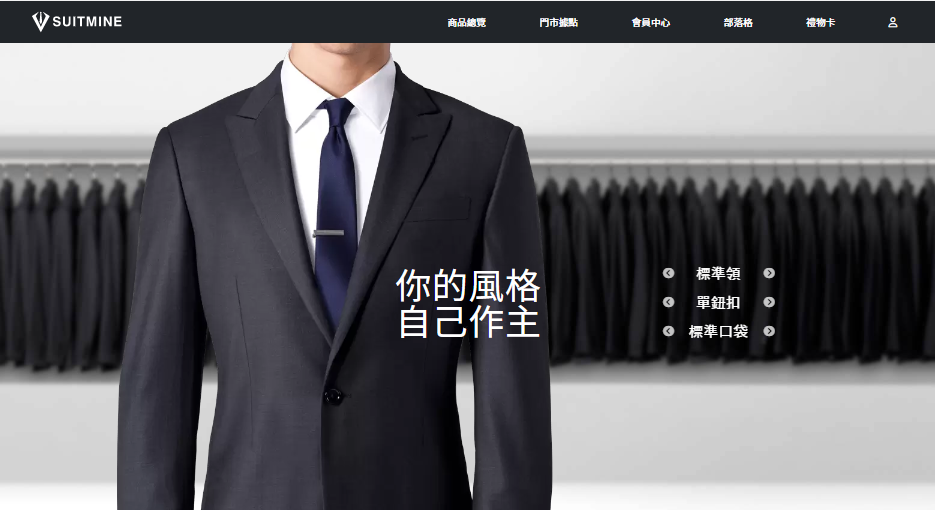 SUITMINE
商品總覽
門市據點
會員中心
部落格
禮物卡
你的風格
自己作主
標準領
單鈕扣
標準口袋